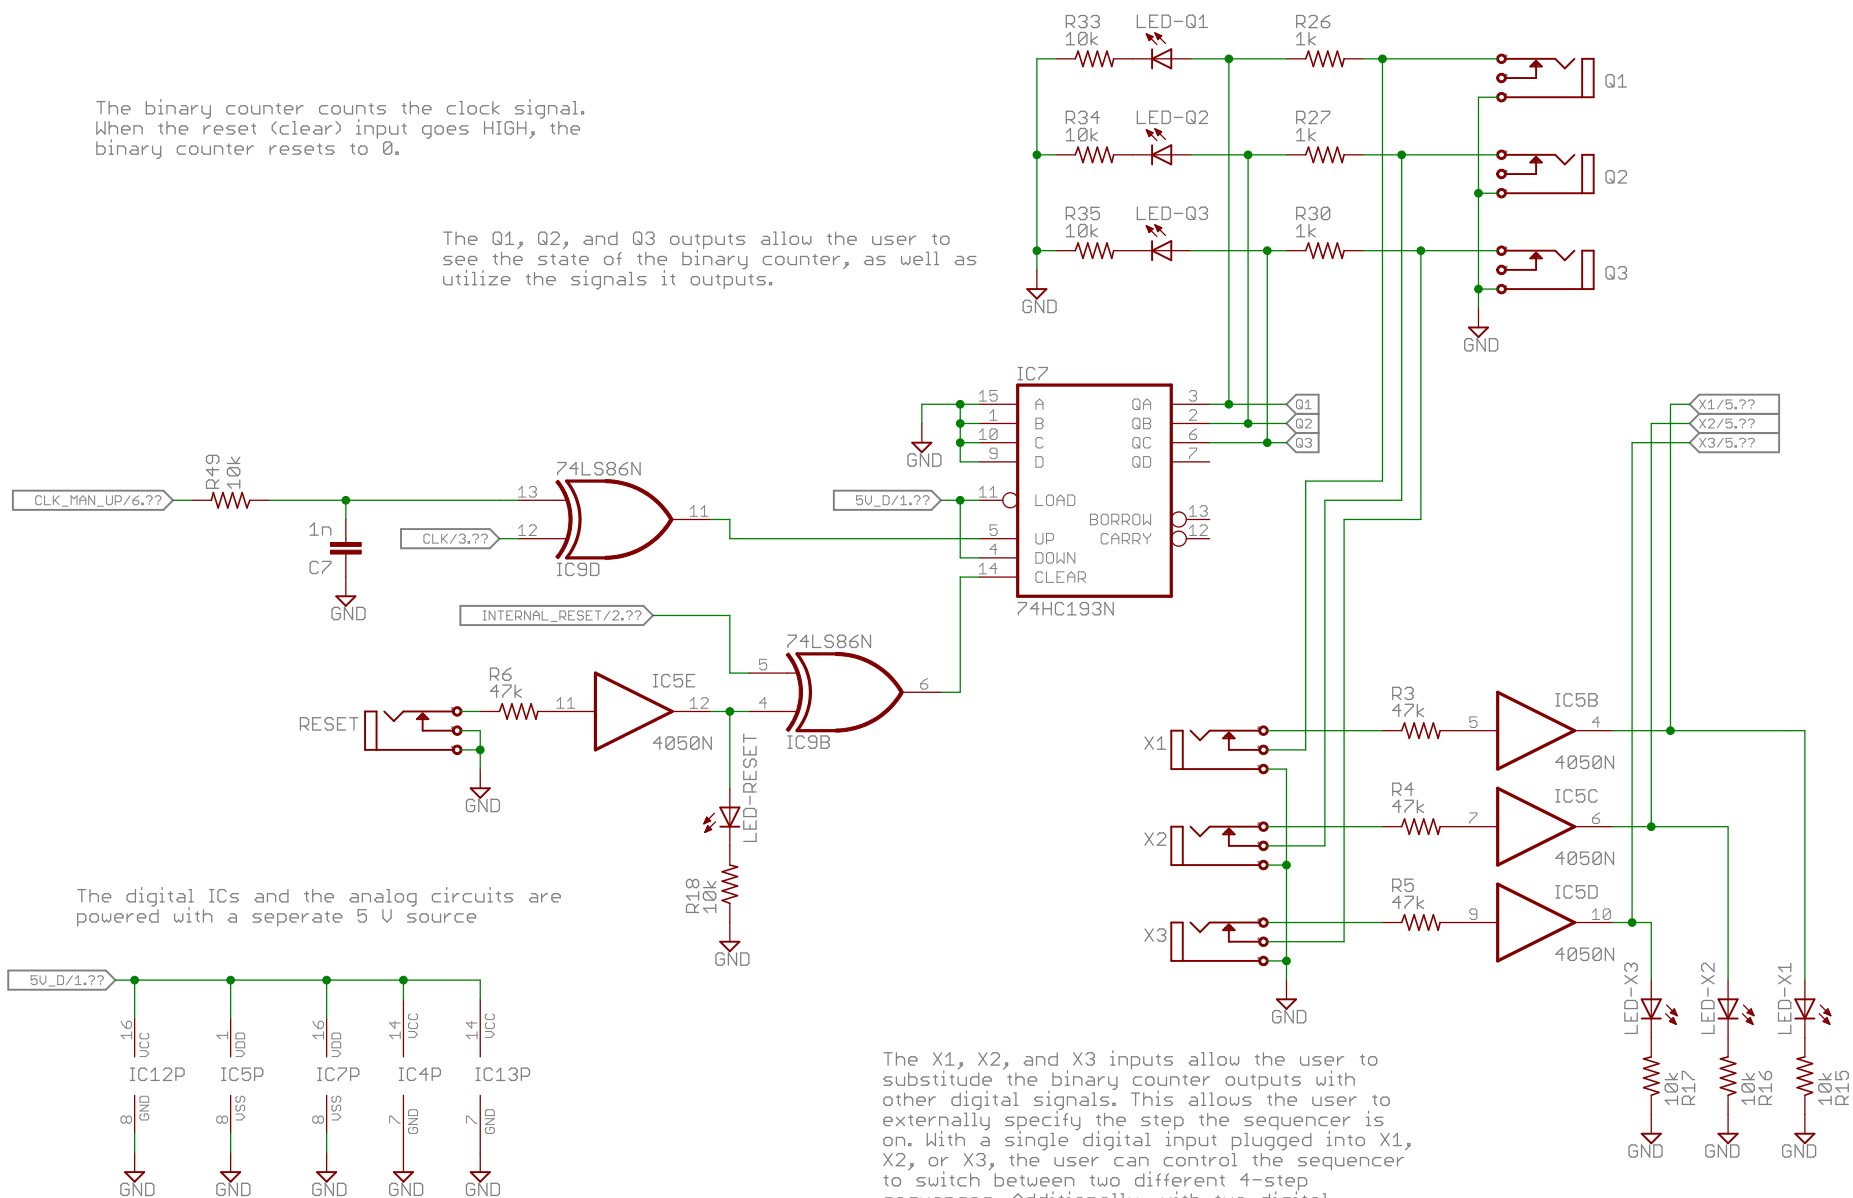 The binary counter counts the clock signal.
When the reset (clear) input goes HIGH, the
binary counter resets to 0.
The Q1, Q2, and Q3 outputs allow the user to
see the state of the binary counter, as well as
utilize the signals it outputs.
R33
10k
LED-Q1
R26
1k
Q1
R34
10k
LED-Q2
R27
1k
Q2
R35
10k
LED-Q3
R30
1k
Q3
GND
GND
IC7
15 A QA 3
1 B QB 2
10 C QC 6
9 D QD 7
11 LOAD
BORROW 13
5 UP CARRY 12
4 DOWN
14 CLEAR
74HC193N
GND
Q1
Q2
Q3
X1/5.??
X2/5.??
X3/5.??
5V_D/1.??
CLK_MAN_UP/6.??
R49
10k
1n
C7
GND
CLK/3.??
74LS86N
13
12
11
IC9D
INTERNAL_RESET/2.??
74LS86N
5
4
6
IC9B
RESET
R6
47k
11
IC5E
12
4050N
GND
LED-RESET
R18
10k
GND
X1
X2
X3
GND
R3
47k
5
IC5B
4
4050N
R4
47k
7
IC5C
6
4050N
R5
47k
9
IC5D
10
4050N
LED-X3
LED-X2
LED-X1
10k
R17
10k
R16
10k
R15
GND
GND
GND
The digital ICs and the analog circuits are
powered with a seperate 5 V source
5V_D/1.??
16 VCC
IC12P
8 GND
GND
1 VDD
IC5P
8 VSS
GND
16 VDD
IC7P
8 VSS
GND
14 VCC
IC4P
7 GND
GND
14 VCC
IC13P
7 GND
GND
The X1, X2, and X3 inputs allow the user to
substitude the binary counter outputs with
other digital signals. This allows the user to
externally specify the step the sequencer is
on. With a single digital input plugged into X1,
X2, or X3, the user can control the sequencer
to switch between two different 4-step
sequences. Additionally, with two digital